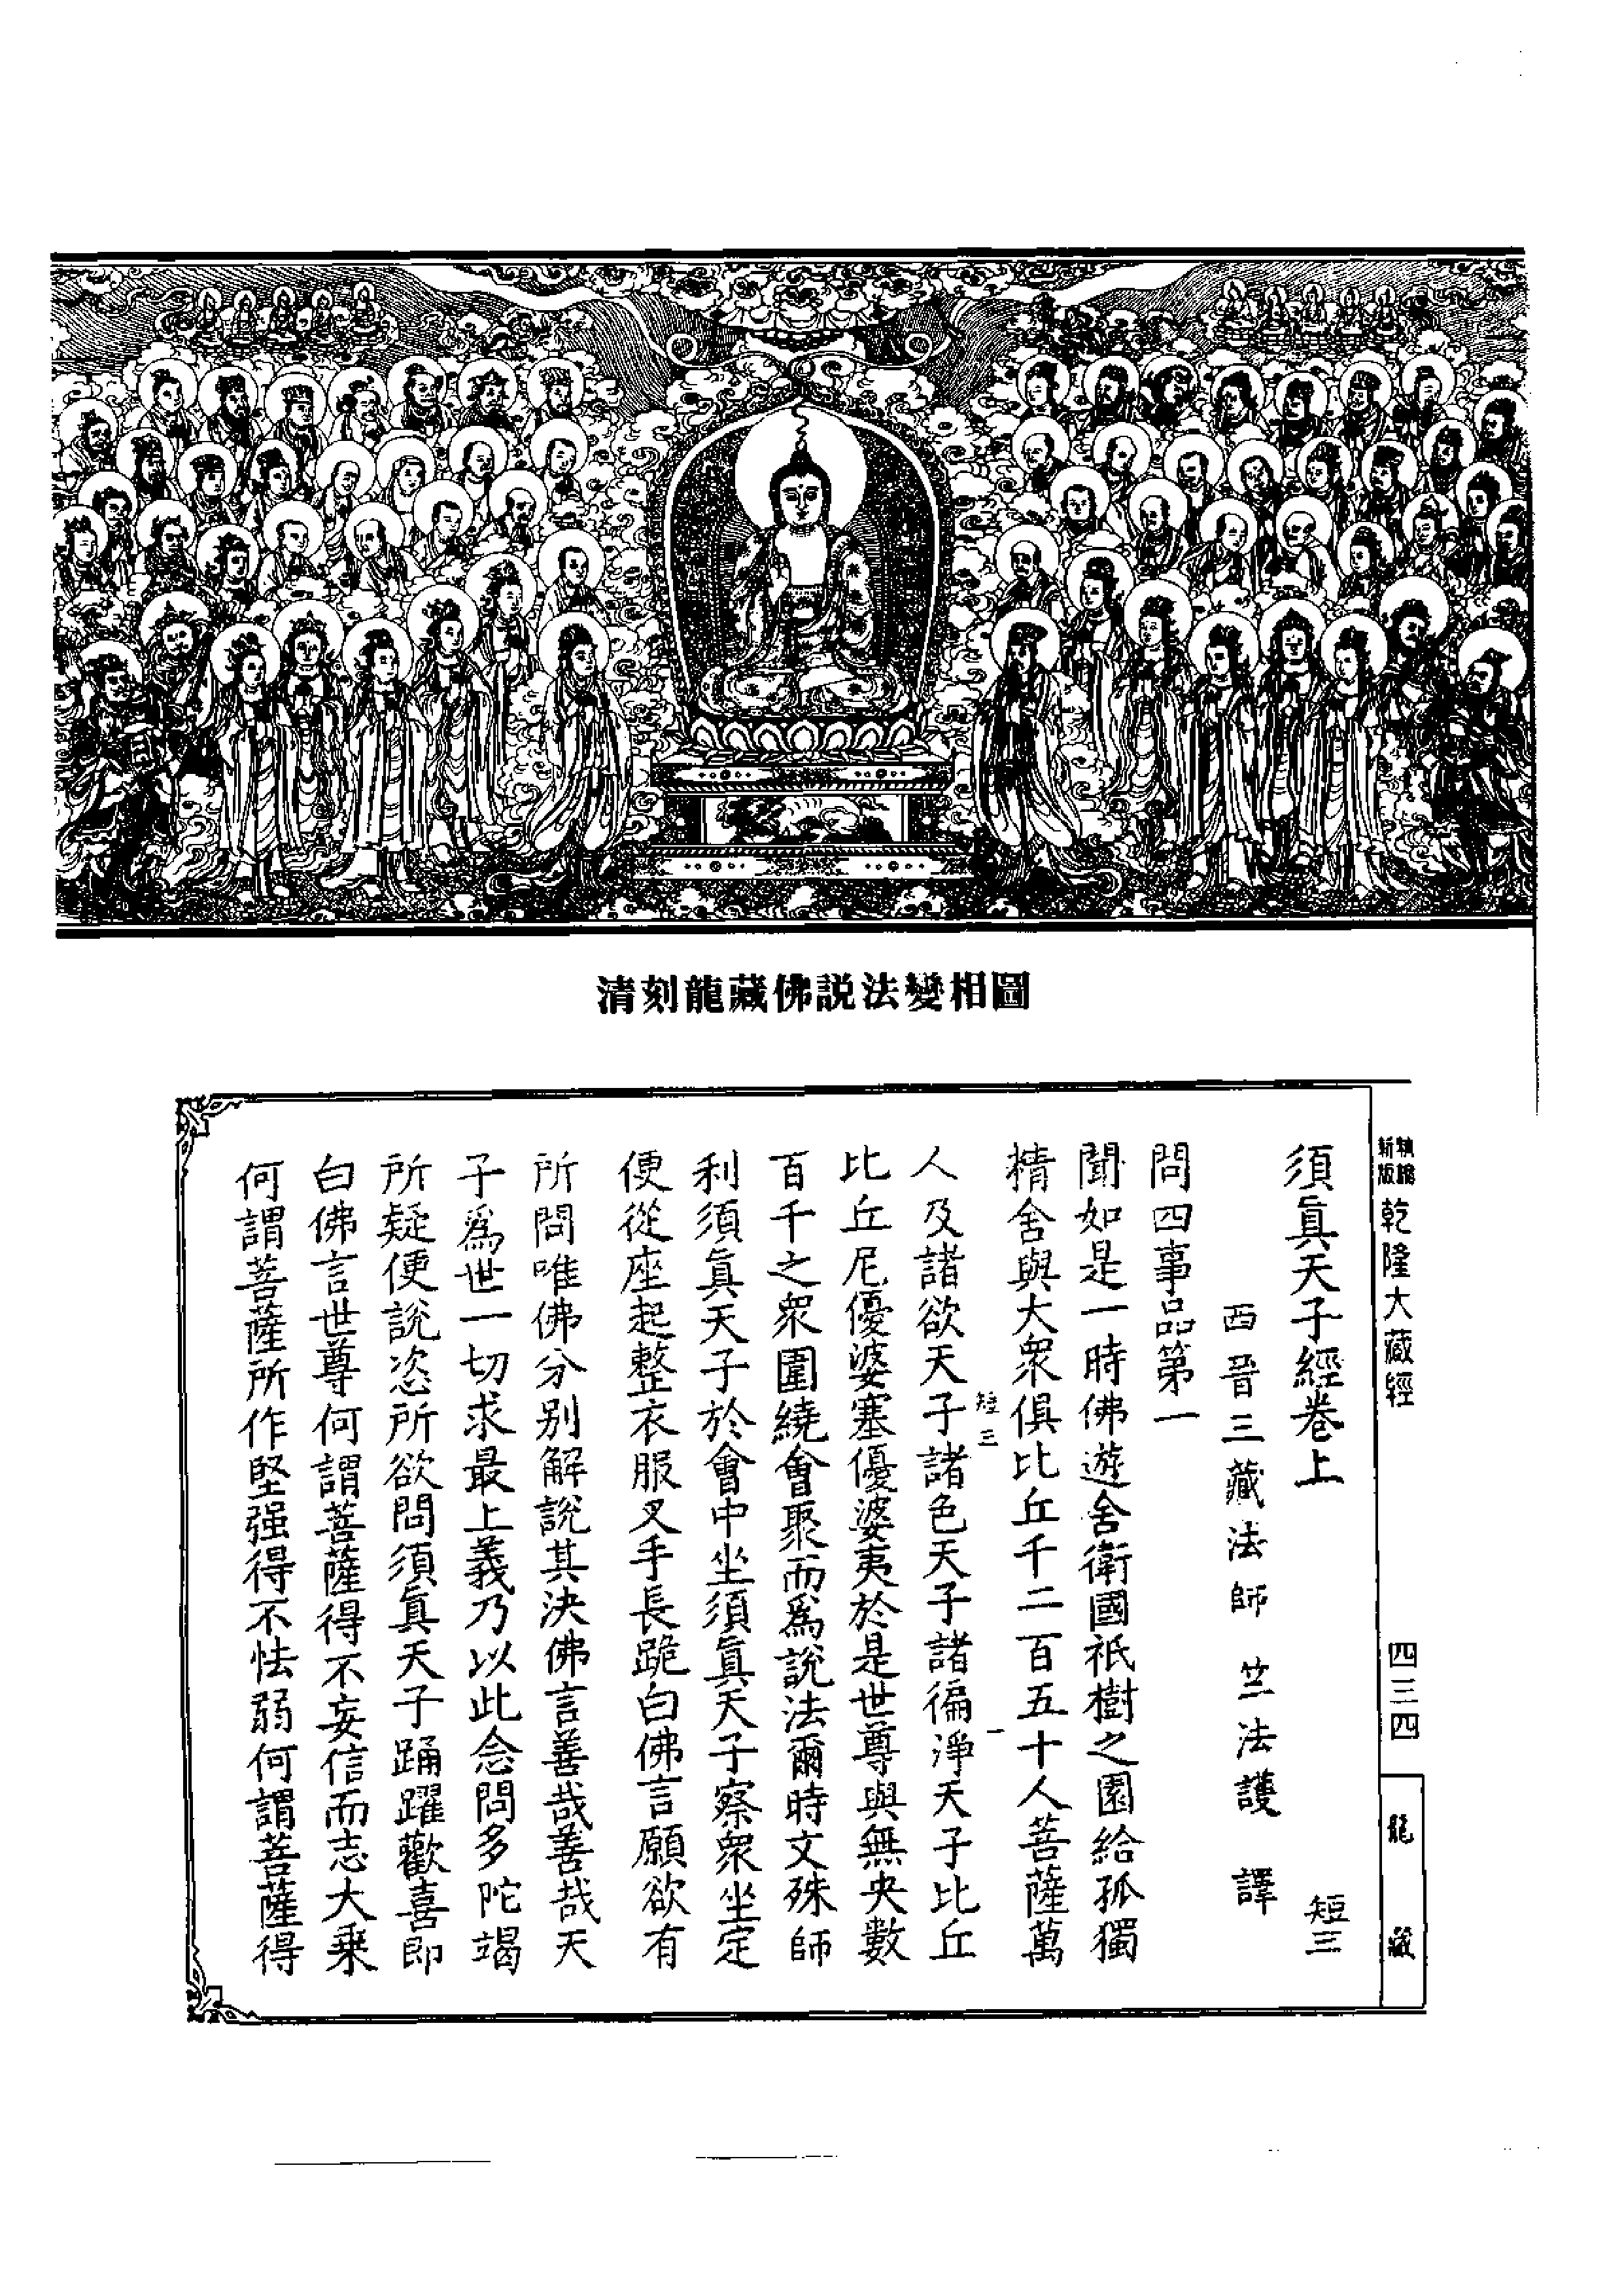 清刻龍藏佛説法變相圖
新版
乾隆大藏經
四三四
龍藏
須真天子經卷上
短三
西晉三藏法師竺法護譯
問四事品第一
聞如是一時佛遊舍衛國祇樹之園給孤獨
精舍與大衆俱比丘千二百五十人菩薩萬
短三
一
人及諸欲天子諸色天子諸徧淨天子比丘
比丘尼優婆塞優婆夷於是世尊與無央數
百千之衆圍繞會聚而爲說法爾時文殊師
利須真天子於會中坐須真天子察衆坐定
便從座起整衣服叉手長跪白佛言願欲有
所問唯佛分別解說其決佛言善哉善哉天
子爲世一切求最上義乃以此念問多陀竭
所疑便說恣所欲問須真天子踊躍歡喜即
白佛言世尊何謂菩薩得不妄信而志大乗
何謂菩薩所作堅强得不怯弱何謂菩薩得